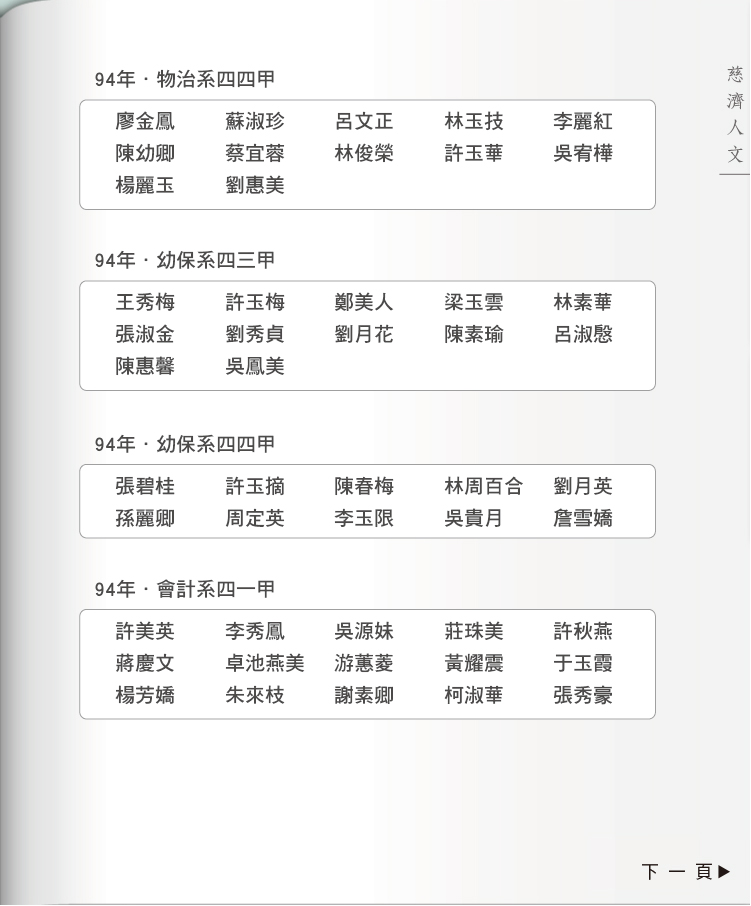 94年．物治系四四甲
廖金鳳 蘇淑珍 呂文正 林玉技 李麗紅
陳幼卿 蔡宜蓉 林俊榮 許玉華 吳宥樺
楊麗玉 劉惠美
94年．幼保系四三甲
王秀梅 許玉梅 鄭美人 梁玉雲 林素華
張淑金 劉秀貞 劉月花 陳素瑜 呂淑慇
陳惠馨 吳鳳美
94年．幼保系四四甲
張碧桂 許玉摘 陳春梅 林周百合 劉月英
孫麗卿 周定英 李玉限 吳貴月 詹雪嬌
94年．會計系四一甲
許美英 李秀鳳 吳源妹 莊珠美 許秋燕
蔣慶文 卓池燕美 游蕙菱 黃耀震 于玉霞
楊芳嬌 朱來枝 謝素卿 柯淑華 張秀豪
慈濟人文
下一頁▶